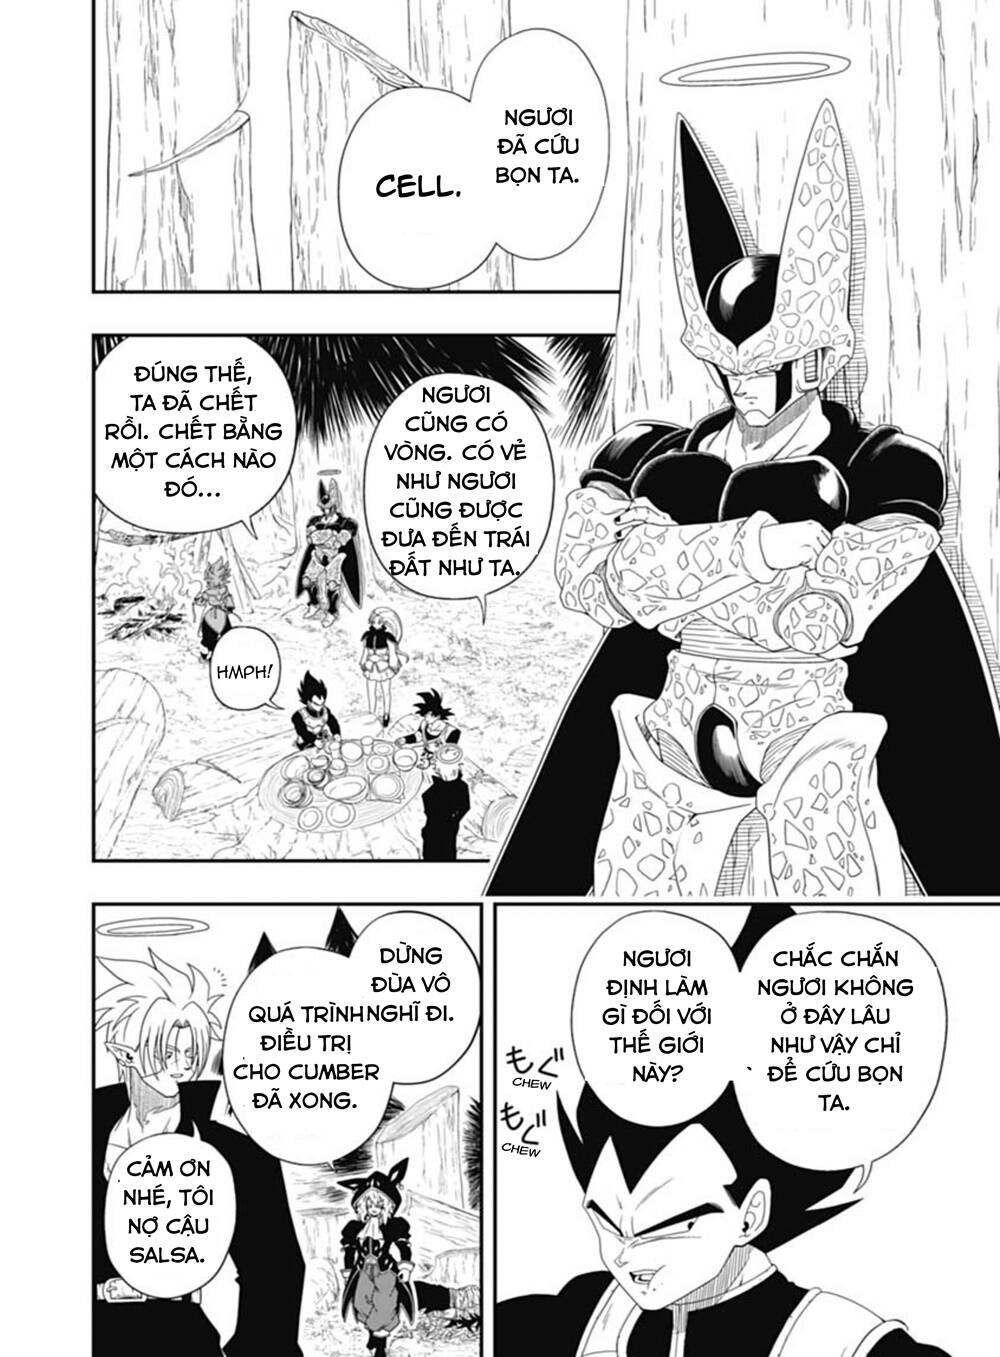 NGƯƠI
ĐÃ CỨU
BỌN TA.
CELL.
NGƯƠI
CŨNG CÓ
VÒNG. CÓ VẺ
NHƯ NGƯƠI
CŨNG ĐƯỢC
ĐƯA ĐẾN TRÁI
ĐẤT NHƯ TA.
ĐÚNG THẾ,
TA ĐÃ CHẾT
RỒI. CHẾT BẰNG
MỘT CÁCH NÀO
ĐÓ...
HMPH!
CHẮC CHẮN
NGƯƠI KHÔNG
Ở ĐÂY LÂU
NHƯ VẬY CHỈ
ĐỂ CỨU BỌN
TA.
NGƯƠI
ĐỊNH LÀM
GÌ ĐỐI VỚI
THẾ GIỚI
NÀY?
もぐ
CHEW
もぐ
CHEW
DỪNG
ĐÙA VÔ
NGHĨ ĐI.
QUÁ TRÌNH
ĐIỀU TRỊ
CHO CUMBER
ĐÃ XONG.
CẢM ƠN
NHÉ, TÔI
NỢ CẬU
SALSA.